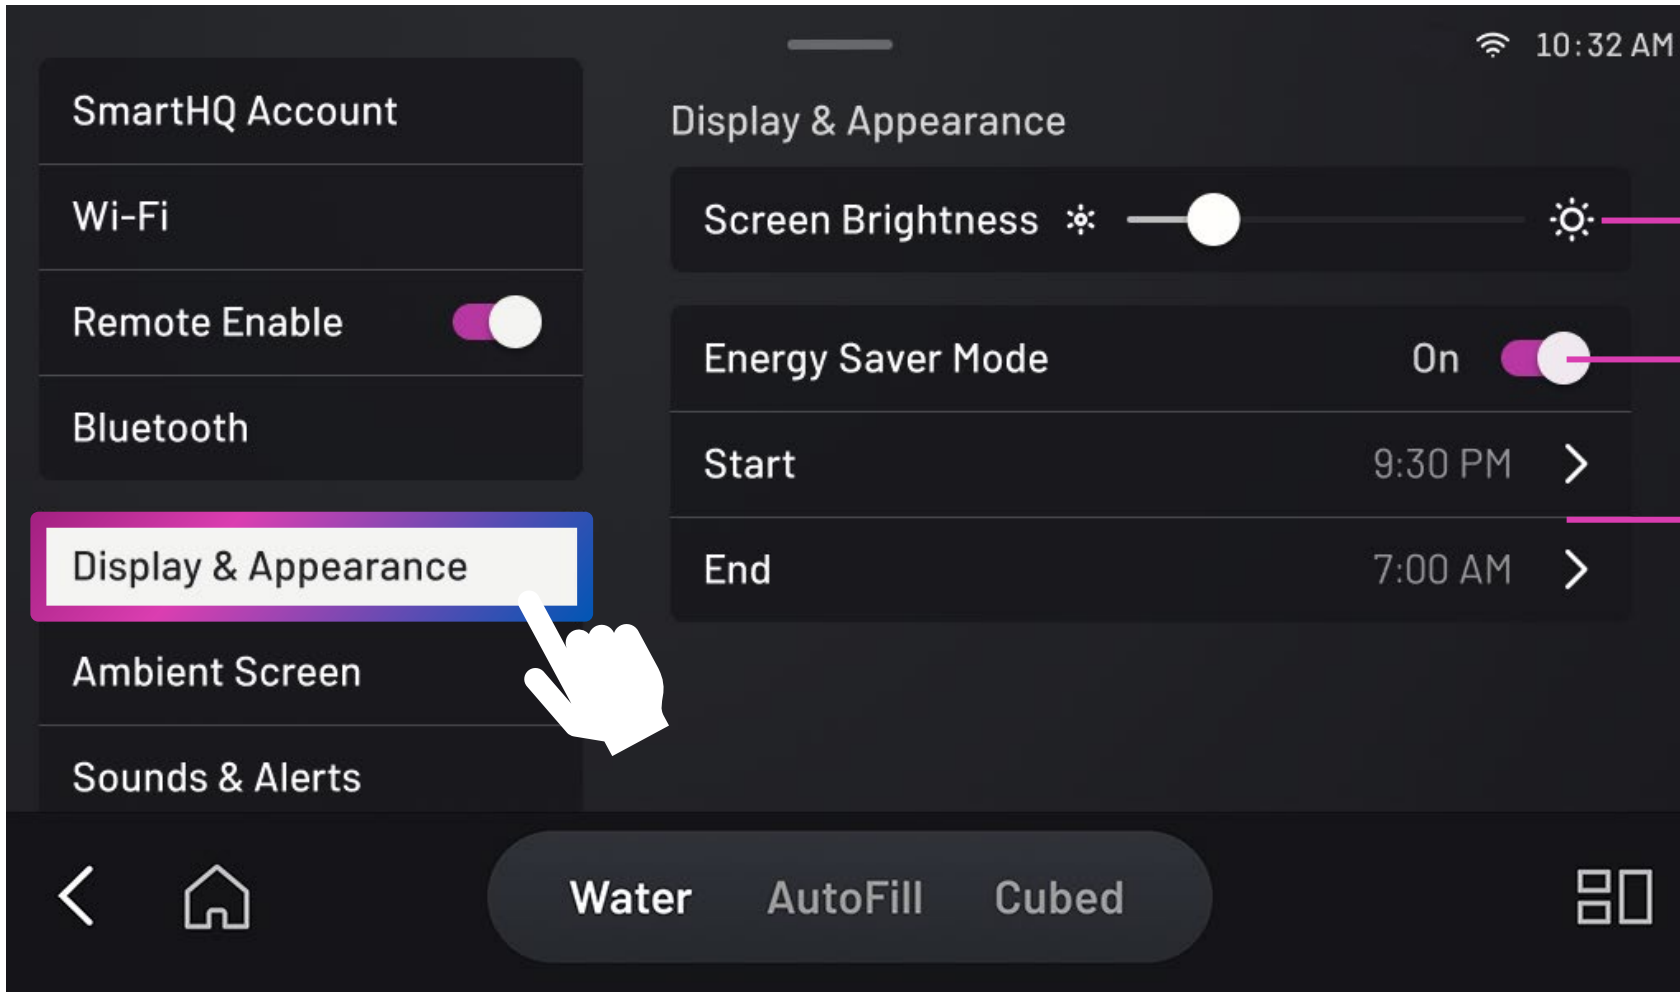 10:32 AM
SmartHQ Account
Wi-Fi
Remote Enable
Bluetooth
Display & Appearance
Ambient Screen
Sounds & Alerts
Display & Appearance
Screen Brightness
Energy Saver Mode On
Start 9:30 PM
End 7:00 AM
Water AutoFill Cubed